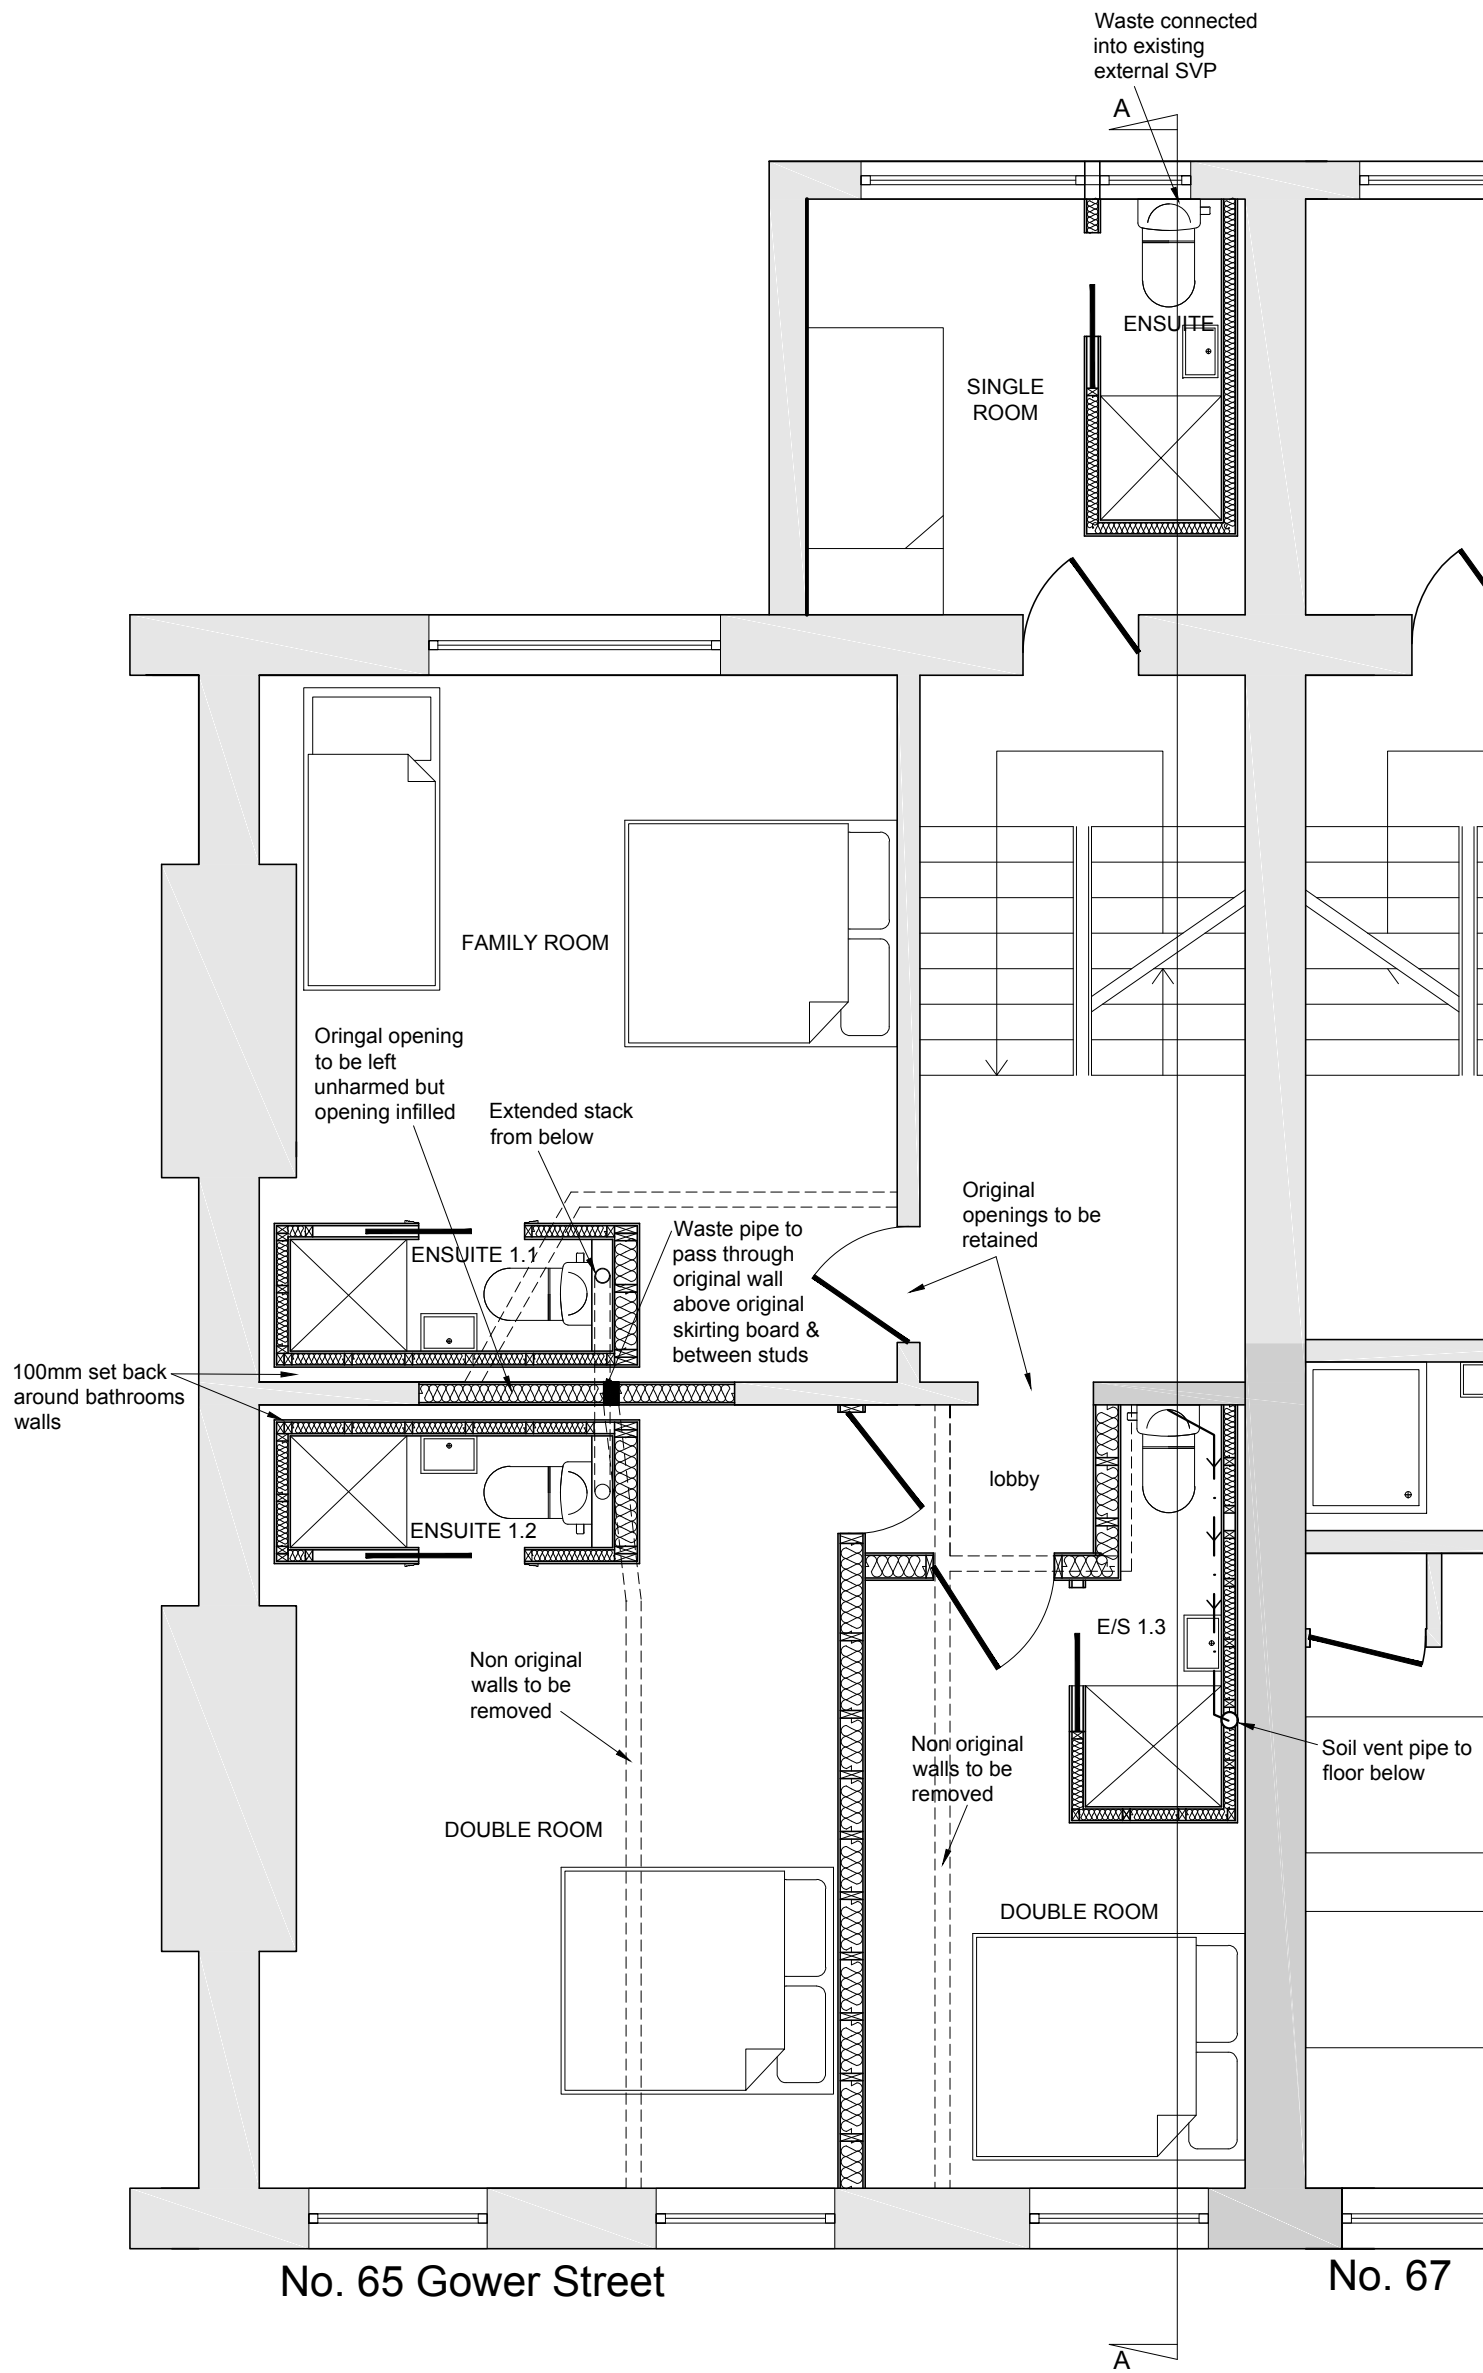 Waste connected
into existing
external SVP
A
ENSUITE
SINGLE
ROOM
FAMILY ROOM
Oringal opening
to be left
unharmed but
opening infilled
Extended stack
from below
Original
openings to be
retained
Waste pipe to
pass through
original wall
above original
skirting board &
between studs
ENSUITE 1.1
100mm set back
around bathrooms
walls
lobby
ENSUITE 1.2
E/S 1.3
Non original
walls to be
removed
Non original
walls to be
removed
Soil vent pipe to
floor below
DOUBLE ROOM
DOUBLE ROOM
No. 65 Gower Street
No. 67
A